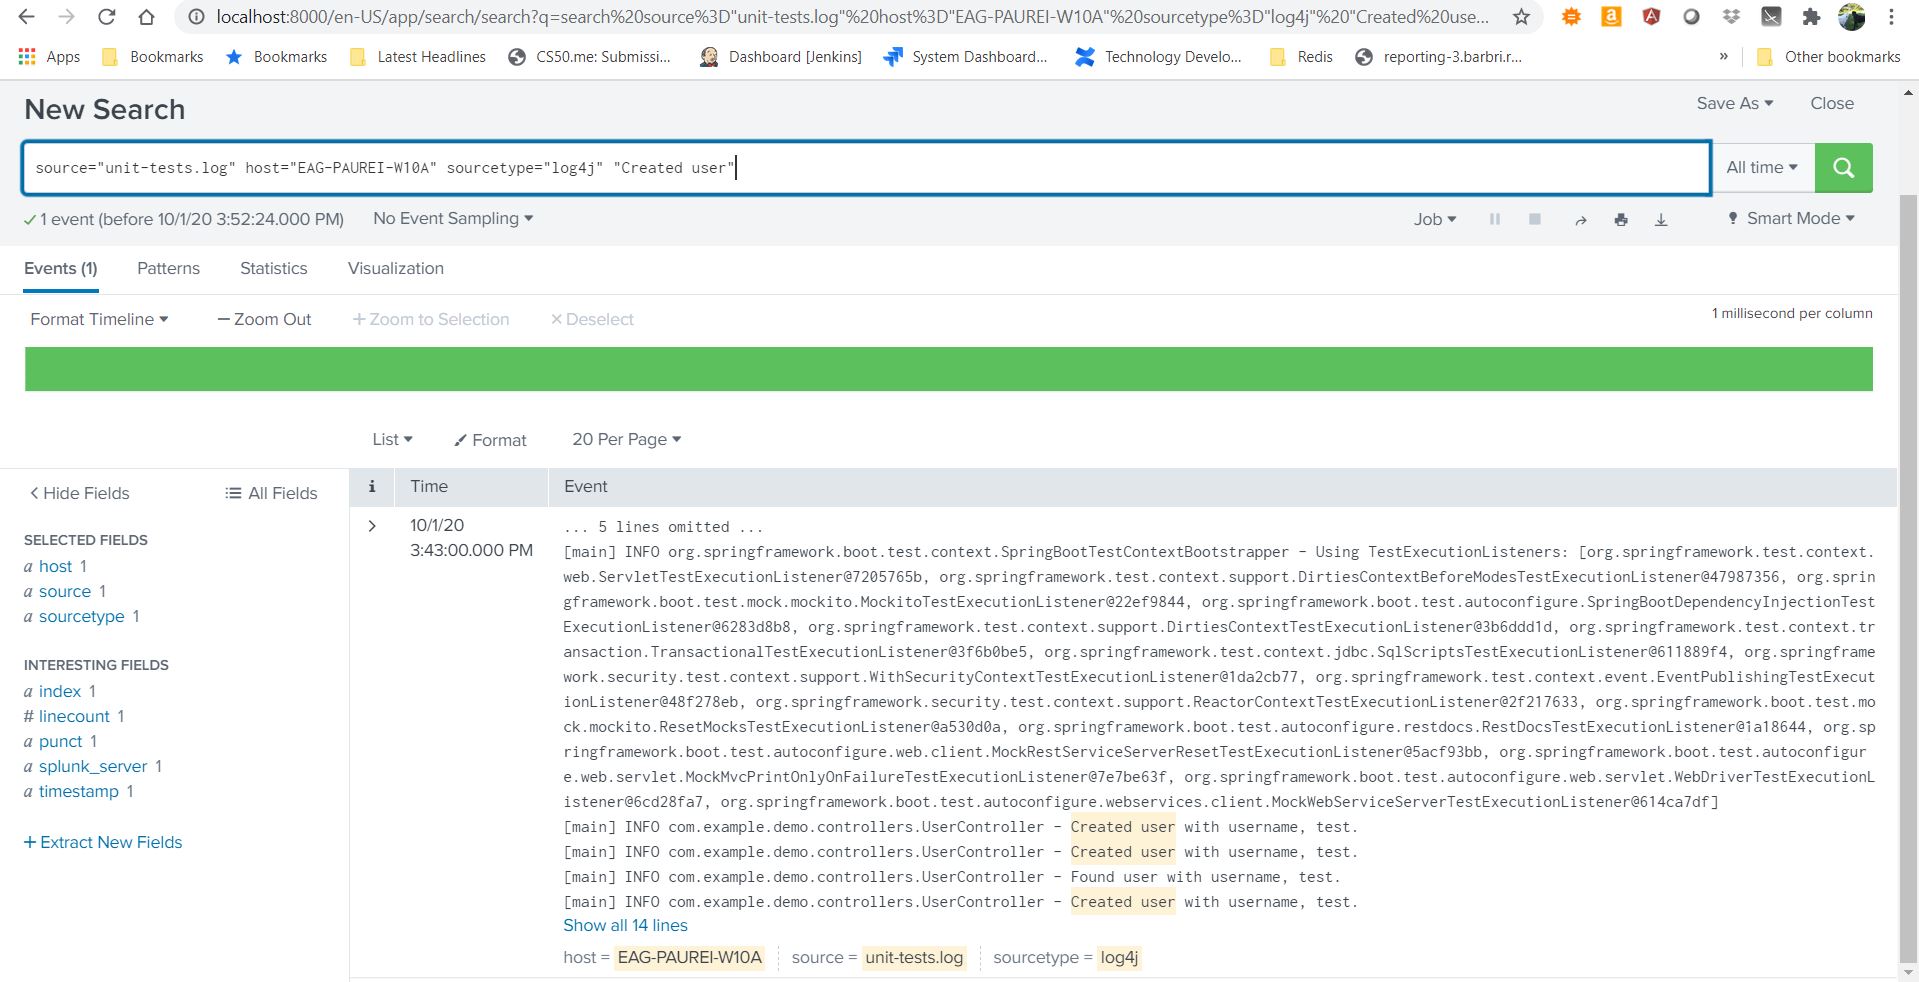 localhost:8000/en-US/app/search/search?q=search%20source%3D"unit-tests.log"%20host%3D"EAG-PAUREI-W10A"%20sourcetype%3D"log4j"%20"Created%20use...
Apps Bookmarks Bookmarks Latest Headlines CS50.me: Submissi... Dashboard [Jenkins] System Dashboard... Technology Develo... Redis reporting-3.barbri.r... » Other bookmarks
New Search
Save As Close
source="unit-tests.log" host="EAG-PAUREI-W10A" sourcetype="log4j" "Created user"
All time
1 event (before 10/1/20 3:52:24.000 PM) No Event Sampling
Job Smart Mode
Events (1) Patterns Statistics Visualization
Format Timeline — Zoom Out + Zoom to Selection × Deselect
1 millisecond per column
List Format 20 Per Page
< Hide Fields All Fields
SELECTED FIELDS
a host 1
a source 1
a sourcetype 1
INTERESTING FIELDS
a index 1
# linecount 1
a punct 1
a splunk_server 1
a timestamp 1
+ Extract New Fields
i Time Event
> 10/1/20
3:43:00.000 PM
... 5 lines omitted ...
[main] INFO org.springframework.boot.test.context.SpringBootTestContextBootstrapper - Using TestExecutionListeners: [org.springframework.test.context.
web.ServletTestExecutionListener@7205765b, org.springframework.test.context.support.DirtiesContextBeforeModesTestExecutionListener@47987356, org.sprin
gframework.boot.test.mock.mockito.MockitoTestExecutionListener@22ef9844, org.springframework.boot.test.autoconfigure.SpringBootDependencyInjectionTest
ExecutionListener@6283d8b8, org.springframework.test.context.support.DirtiesContextTestExecutionListener@3b6ddd1d, org.springframework.test.context.tr
ansaction.TransactionalTestExecutionListener@3f6b0be5, org.springframework.test.context.jdbc.SqlScriptsTestExecutionListener@611889f4, org.springframe
work.security.test.context.support.WithSecurityContextTestExecutionListener@1da2cb77, org.springframework.test.context.event.EventPublishingTestExecut
ionListener@48f278eb, org.springframework.security.test.context.support.ReactorContextTestExecutionListener@2f217633, org.springframework.boot.test.mo
ck.mockito.ResetMocksTestExecutionListener@a530d0a, org.springframework.boot.test.autoconfigure.restdocs.RestDocsTestExecutionListener@1a18644, org.sp
ringframework.boot.test.autoconfigure.web.client.MockRestServiceServerResetTestExecutionListener@5acf93bb, org.springframework.boot.test.autoconfigur
e.web.servlet.MockMvcPrintOnlyOnFailureTestExecutionListener@7e7be63f, org.springframework.boot.test.autoconfigure.web.servlet.WebDriverTestExecutionL
istener@6cd28fa7, org.springframework.boot.test.autoconfigure.webservices.client.MockWebServiceServerTestExecutionListener@614ca7df]
[main] INFO com.example.demo.controllers.UserController - Created user with username, test.
[main] INFO com.example.demo.controllers.UserController - Created user with username, test.
[main] INFO com.example.demo.controllers.UserController - Found user with username, test.
[main] INFO com.example.demo.controllers.UserController - Created user with username, test.
Show all 14 lines
host = EAG-PAUREI-W10A source = unit-tests.log sourcetype = log4j